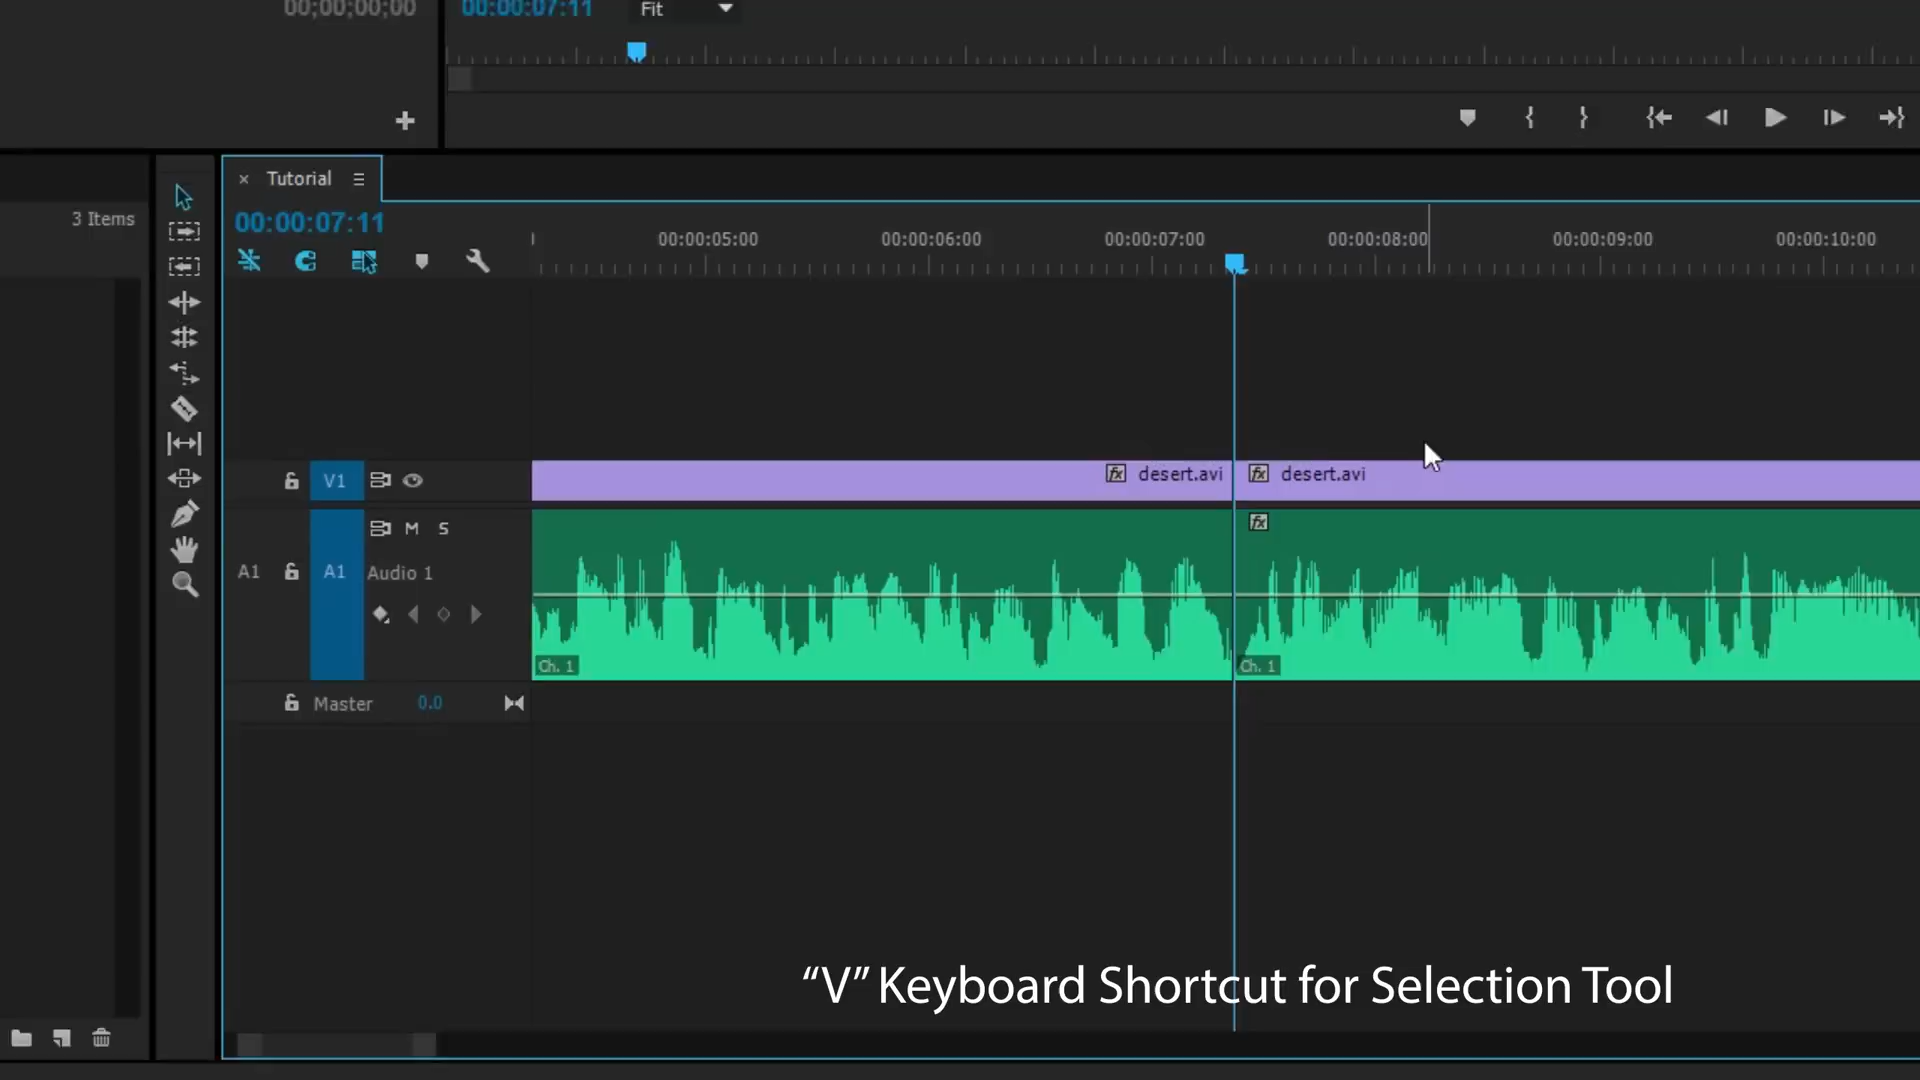 00;00;00;00
00:00:07:11
Fit
Tutorial
3 Items
00:00:07:11
00:00:05:00
00:00:06:00
00:00:07:00
00:00:08:00
00:00:09:00
00:00:10:00
V1
fx desert.avi
fx desert.avi
M S
fx
A1
A1
Audio 1
Ch. 1
Ch. 1
Master
0.0
“V” Keyboard Shortcut for Selection Tool